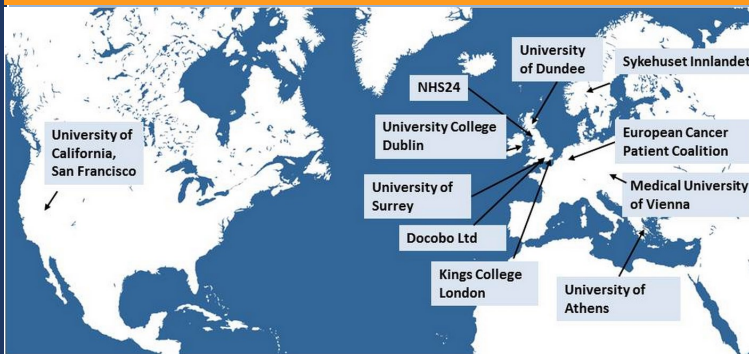 University
of Dundee
Sykehuset Innlandet
NHS24
University College
Dublin
European Cancer
Patient Coalition
University of
California,
San Francisco
University of
Surrey
Medical University
of Vienna
Docobo Ltd
Kings College
London
University of
Athens